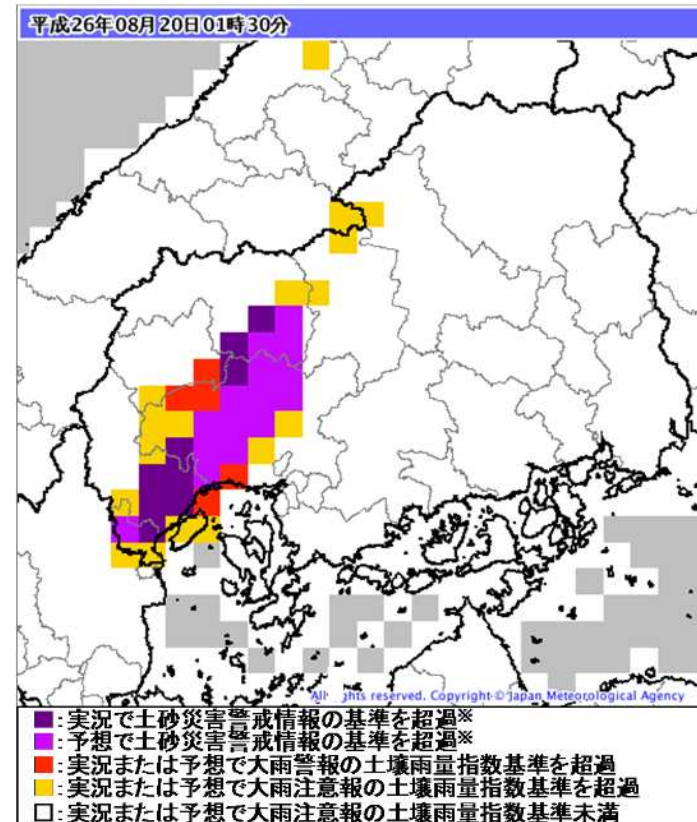 平成26年08月20日01時30分
All rights reserved. Copyright © Japan Meteorological Agency
■：実況で土砂災害警戒情報の基準を超過※
■：予想で土砂災害警戒情報の基準を超過※
■：実況または予想で大雨警報の土壌雨量指数基準を超過
■：実況または予想で大雨注意報の土壌雨量指数基準を超過
□：実況または予想で大雨注意報の土壌雨量指数基準未満